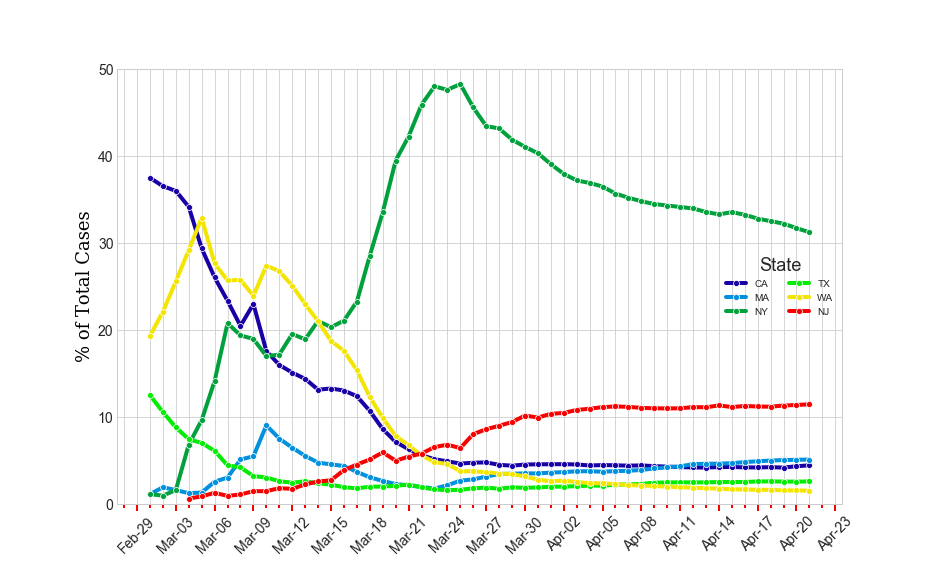 50
40
30
20
10
0
% of Total Cases
State
CA TX
MA WA
NY NJ
Feb-29 Mar-03 Mar-06 Mar-09 Mar-12 Mar-15 Mar-18 Mar-21 Mar-24 Mar-27 Mar-30 Apr-02 Apr-05 Apr-08 Apr-11 Apr-14 Apr-17 Apr-20 Apr-23